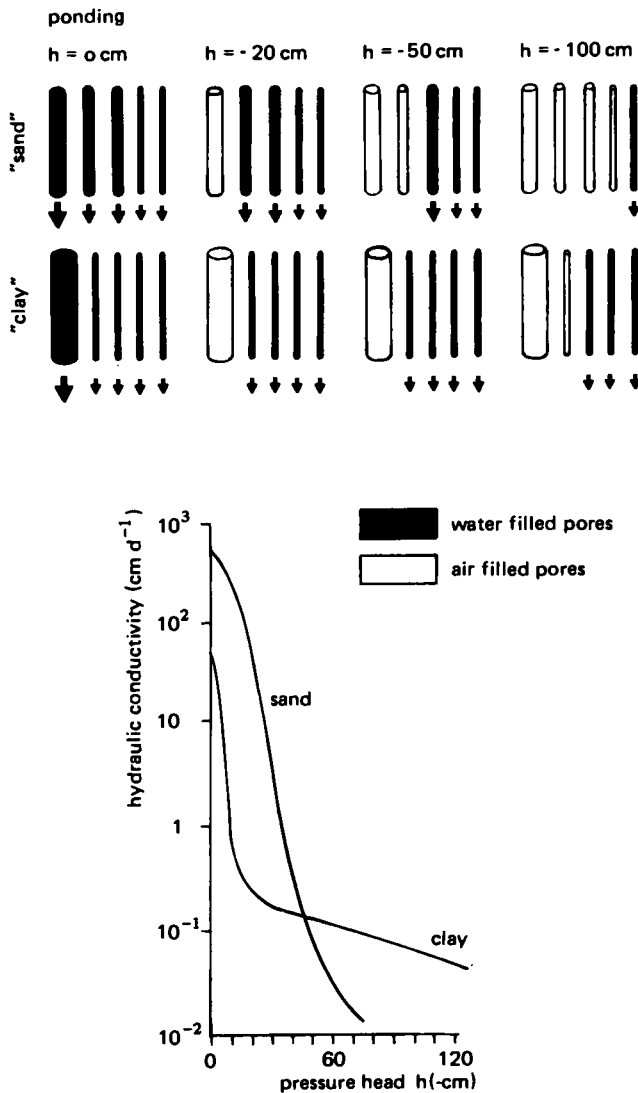 ponding
h = o cm h = - 20 cm h = - 50 cm h = - 100 cm
"sand"
"clay"
water filled pores
air filled pores
hydraulic conductivity (cm d⁻¹)
10³
10²
10
1
10⁻¹
10⁻²
sand
clay
0 60 120
pressure head h(-cm)